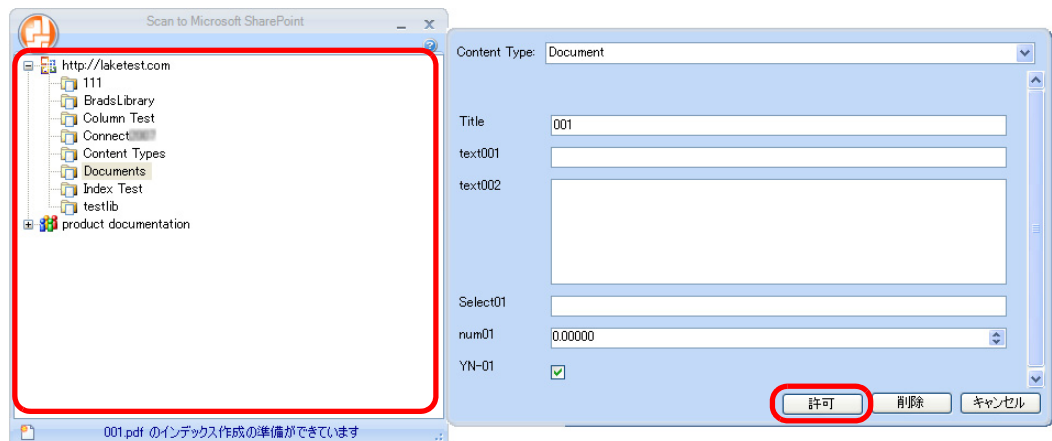 Scan to Microsoft SharePoint
http://laketest.com
111
BradsLibrary
Column Test
Connect
Content Types
Documents
Index Test
testlib
product documentation
001.pdf のインデックス作成の準備ができています
Content Type: Document
Title 001
text001
text002
Select01
num01 0.00000
YN-01
許可 削除 キャンセル